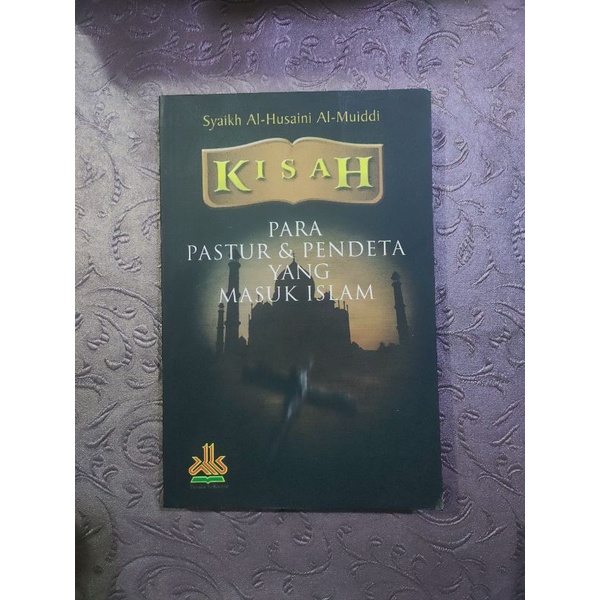 Syaikh Al-Husaini Al-Muiddi
KISAH
PARA
PASTUR & PENDETA
YANG
MASUK ISLAM